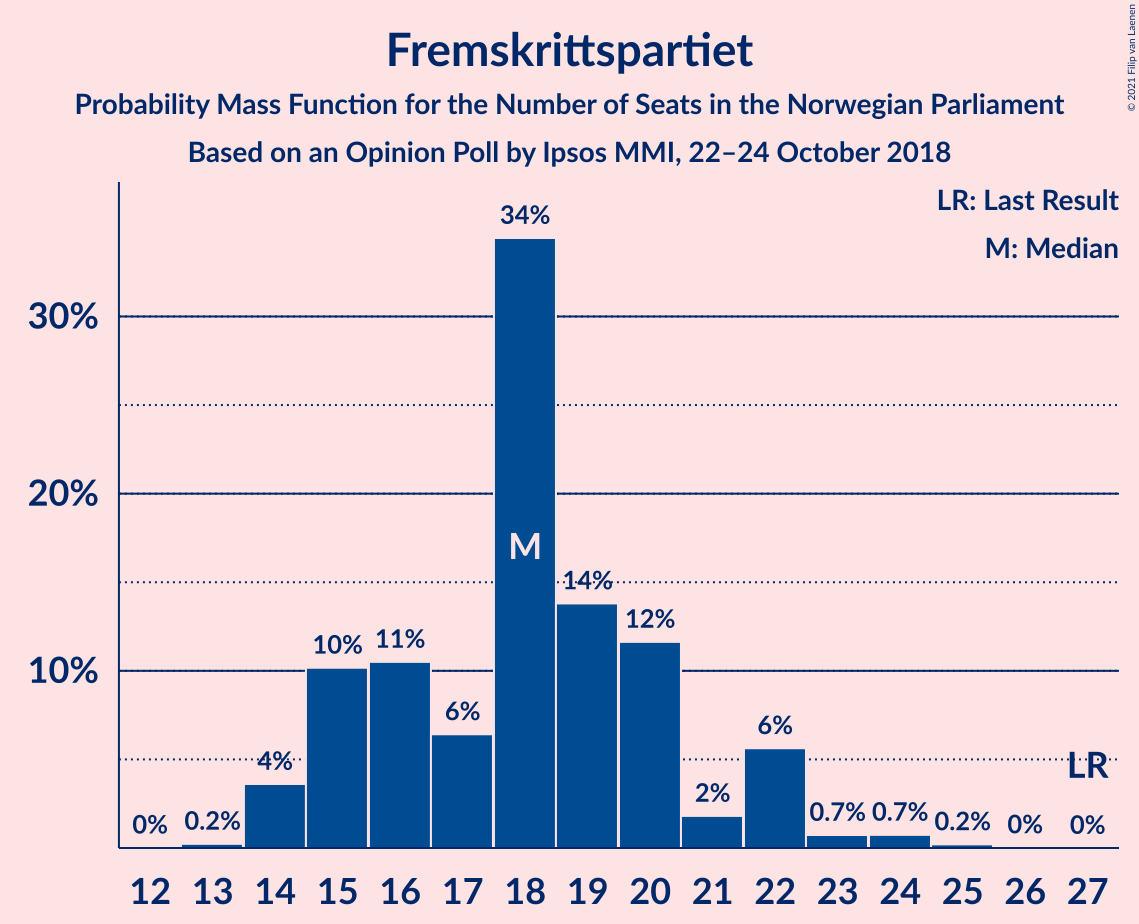 Fremskrittspartiet
Probability Mass Function for the Number of Seats in the Norwegian Parliament
Based on an Opinion Poll by Ipsos MMI, 22–24 October 2018
© 2021 Filip van Laenen
LR: Last Result
M: Median
34%
30%
20%
M
14%
12%
10% 11%
10%
6%
6%
4%
LR
2%
0% 0.2% 0.7% 0.7% 0.2% 0% 0%
12 13 14 15 16 17 18 19 20 21 22 23 24 25 26 27